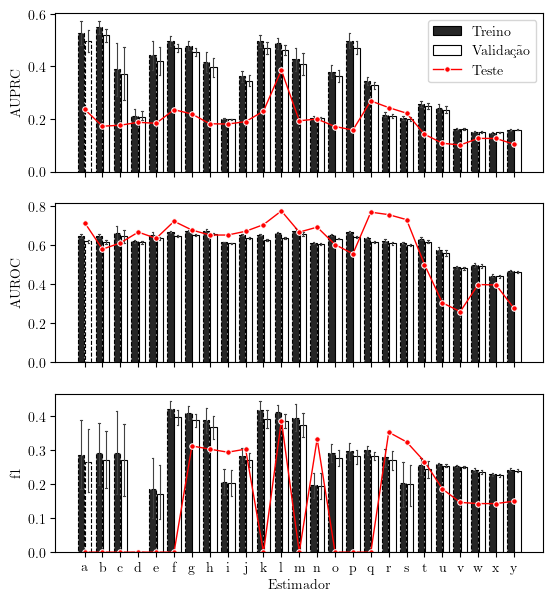 0.6
0.4
0.2
0.0
AUPRC
Treino
Validação
Teste
0.8
0.6
0.4
0.2
0.0
AUROC
0.4
0.3
0.2
0.1
0.0
f1
a b c d e f g h i j k l m n o p q r s t u v w x y
Estimador